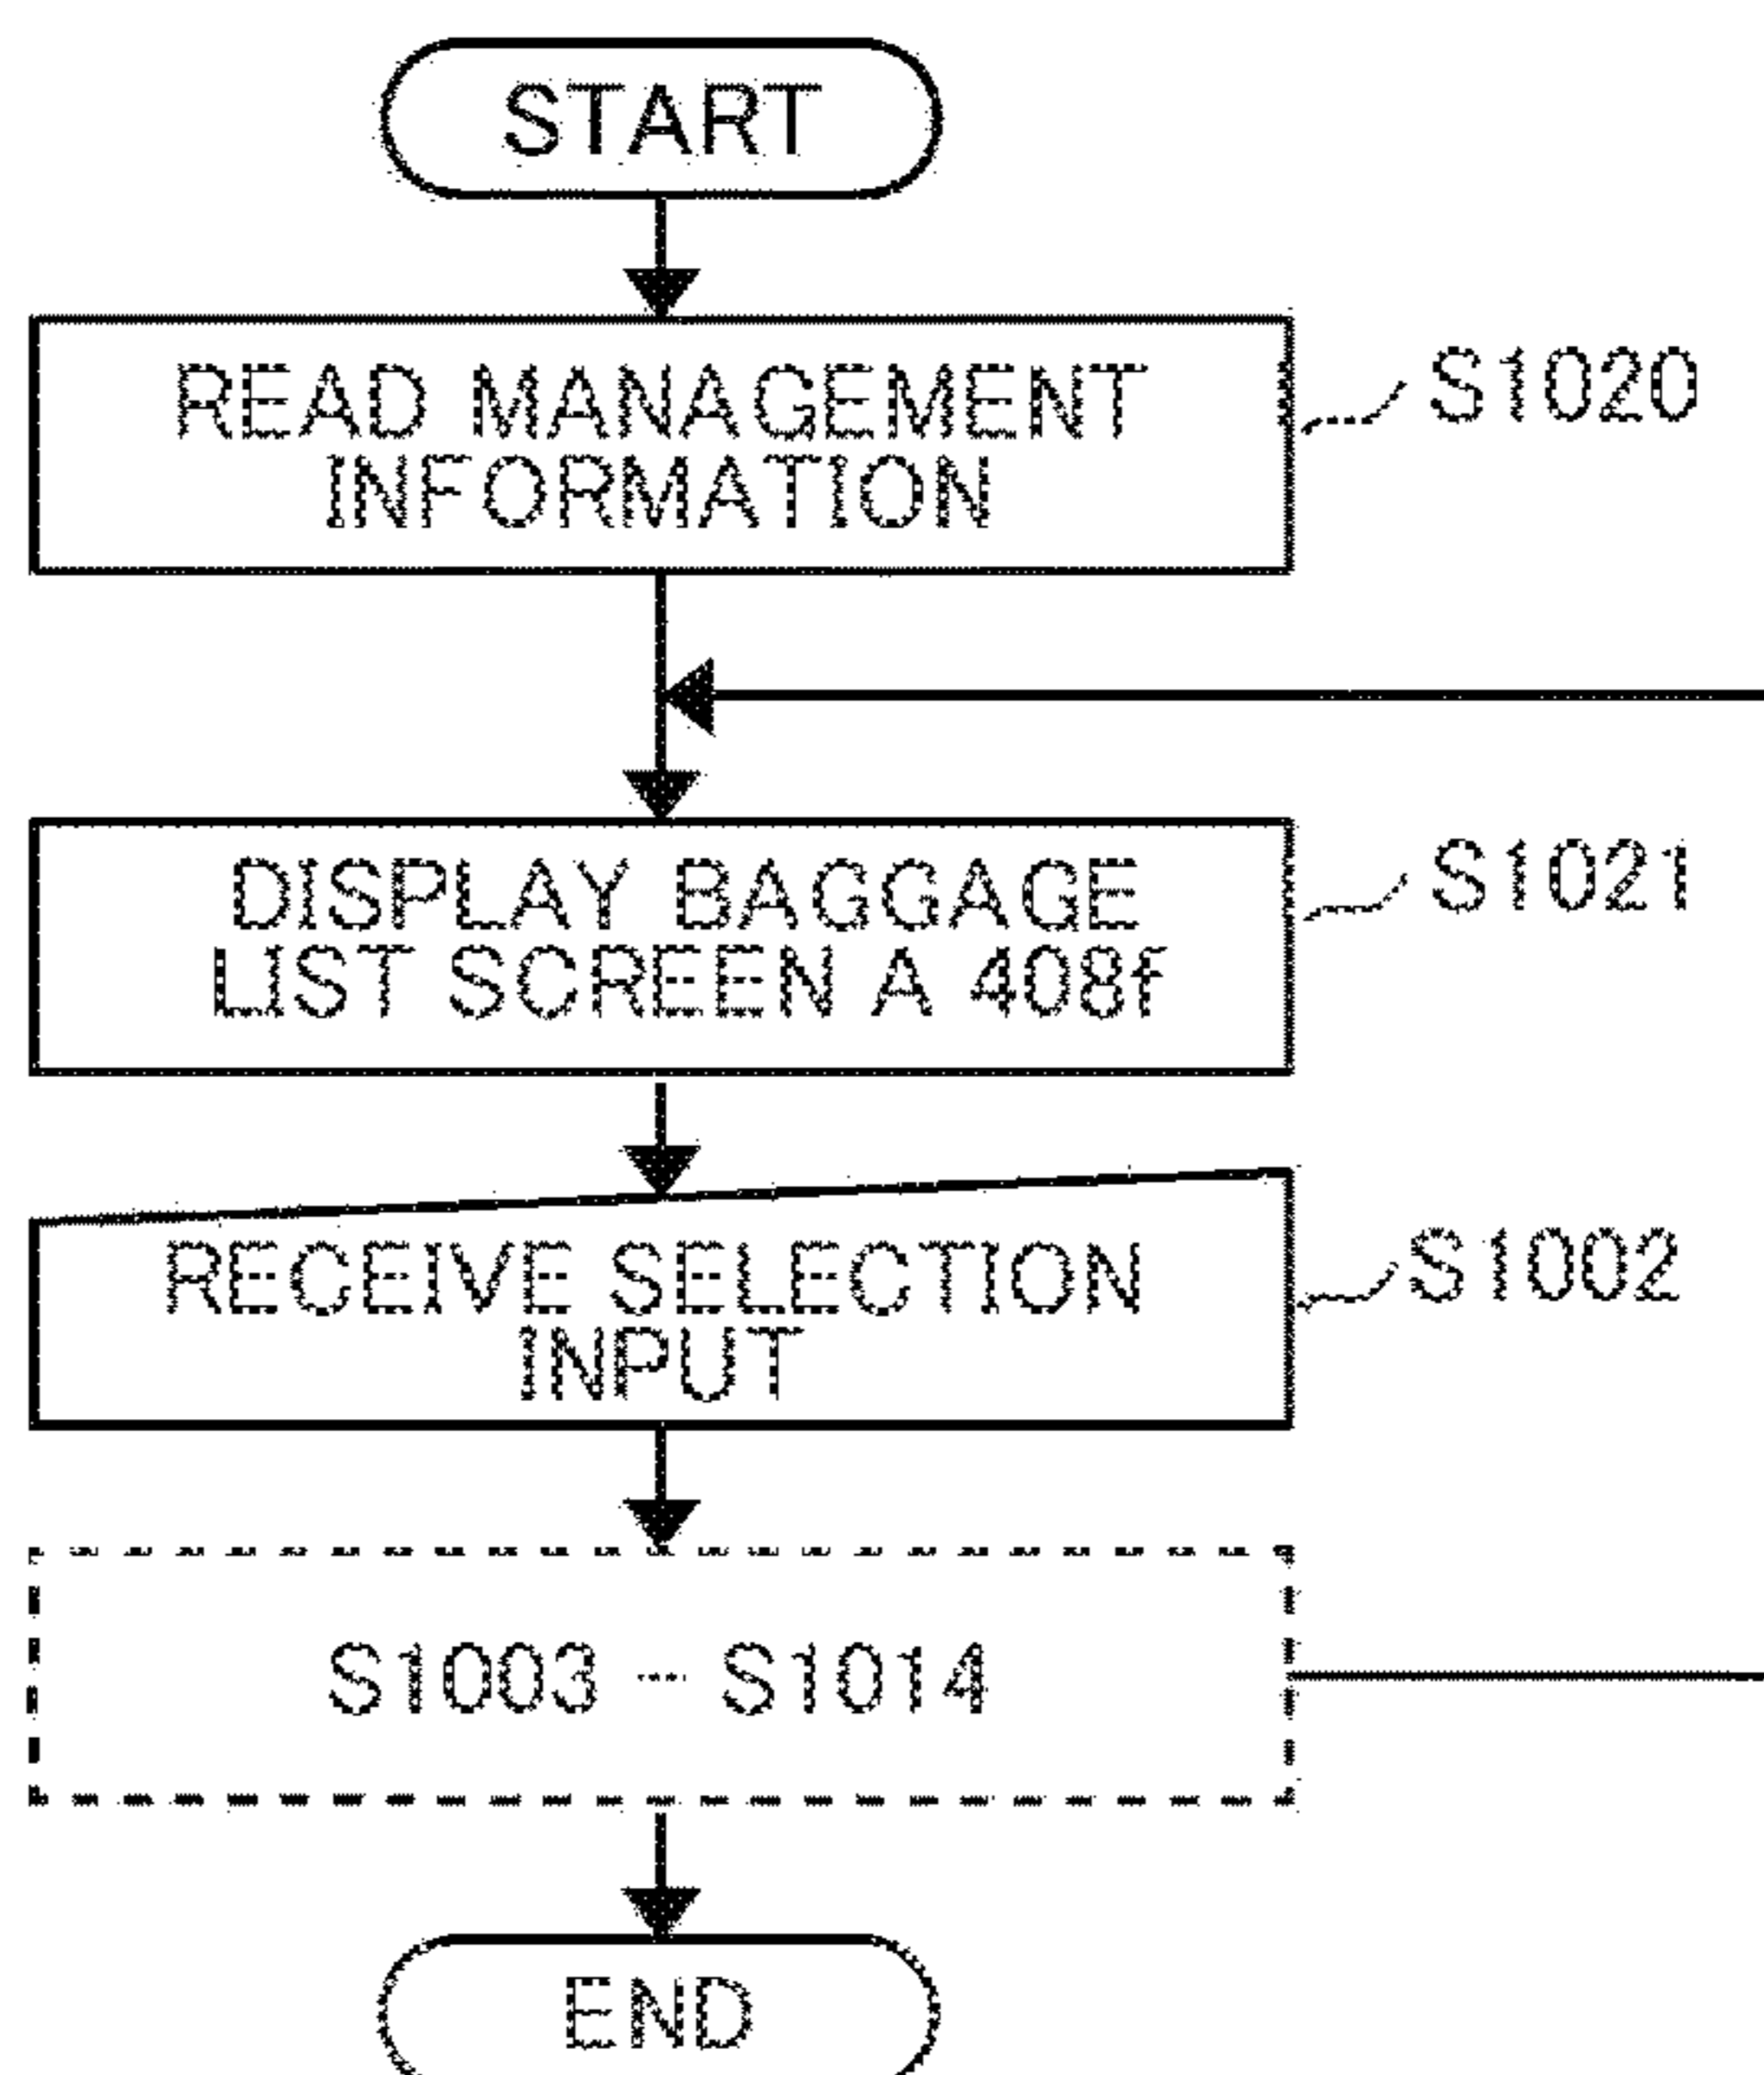 START
READ MANAGEMENT
INFORMATION
S1020
DISPLAY BAGGAGE
LIST SCREEN A 408f
S1021
RECEIVE SELECTION
INPUT
S1002
S1003 - S1014
END